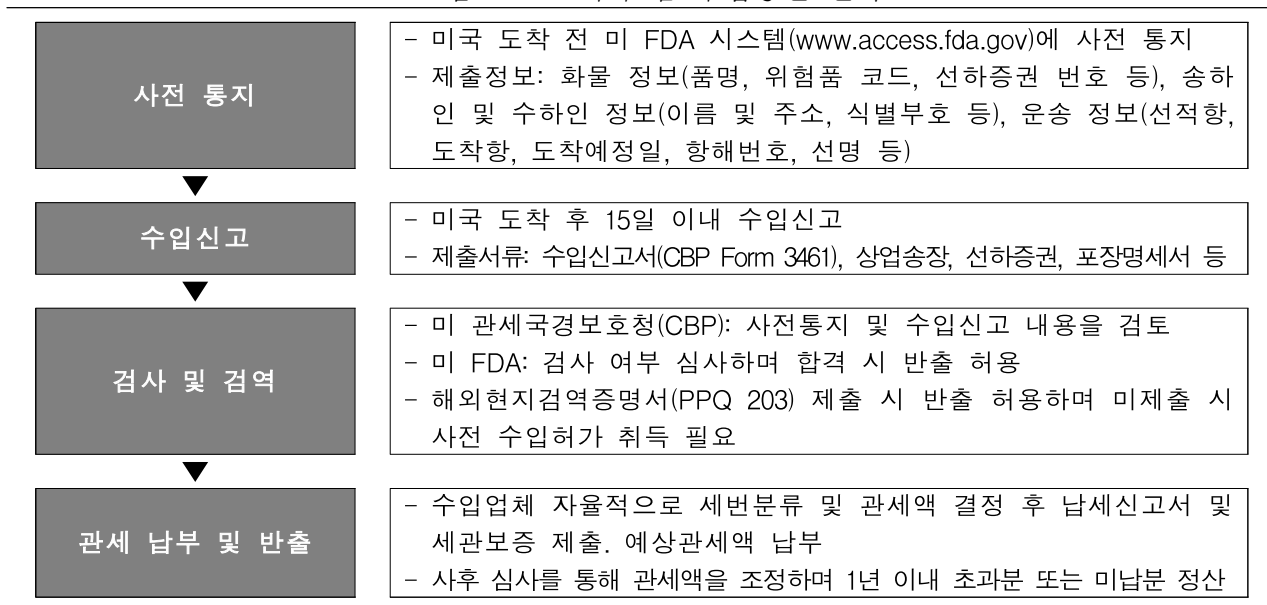 사전 통지
- 미국 도착 전 미 FDA 시스템(www.access.fda.gov)에 사전 통지
- 제출정보: 화물 정보(품명, 위험품 코드, 선하증권 번호 등), 송하
인 및 수하인 정보(이름 및 주소, 식별부호 등), 운송 정보(선적항,
도착항, 도착예정일, 항해번호, 선명 등)
수입신고
- 미국 도착 후 15일 이내 수입신고
- 제출서류: 수입신고서(CBP Form 3461), 상업송장, 선하증권, 포장명세서 등
검사 및 검역
- 미 관세국경보호청(CBP): 사전통지 및 수입신고 내용을 검토
- 미 FDA: 검사 여부 심사하며 합격 시 반출 허용
- 해외현지검역증명서(PPQ 203) 제출 시 반출 허용하며 미제출 시
사전 수입허가 취득 필요
관세 납부 및 반출
- 수입업체 자율적으로 세번분류 및 관세액 결정 후 납세신고서 및
세관보증 제출. 예상관세액 납부
- 사후 심사를 통해 관세액을 조정하며 1년 이내 초과분 또는 미납분 정산